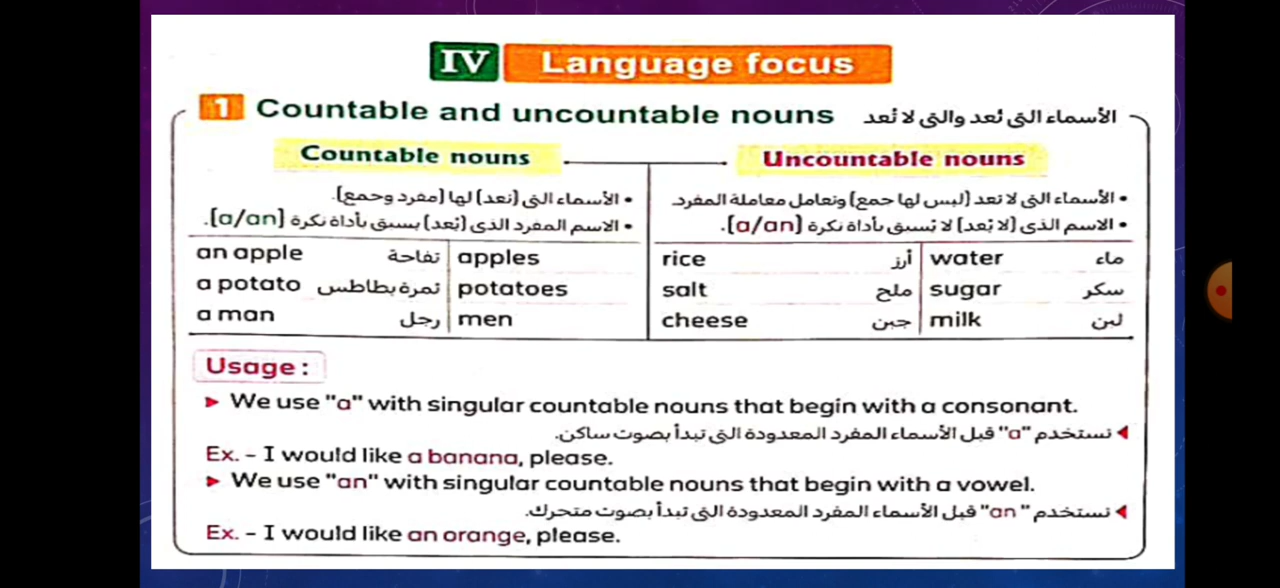 IV Language focus
1 Countable and uncountable nouns الأسماء التى تُعد والتى لا تُعد
Countable nouns
• الأسماء التى (تعد) لها (مفرد وجمع).
• الاسم المفرد الذى (يُعد) يسبق بأداة نكرة (a/an).
an apple تفاحة apples
a potato ثمرة بطاطس potatoes
a man رجل men
Uncountable nouns
• الأسماء التى لا تعد (ليس لها جمع) وتعامل معاملة المفرد.
• الاسم الذى (لا يُعد) لا يُسبق بأداة نكرة (a/an).
rice أرز water ماء
salt ملح sugar سكر
cheese جبن milk لبن
Usage :
We use "a" with singular countable nouns that begin with a consonant.
تستخدم "a" قبل الأسماء المفرد المعدودة التى تبدأ بصوت ساكن.
Ex. - I would like a banana, please.
We use "an" with singular countable nouns that begin with a vowel.
تستخدم "an" قبل الأسماء المفرد المعدودة التى تبدأ بصوت متحرك.
Ex. - I would like an orange, please.